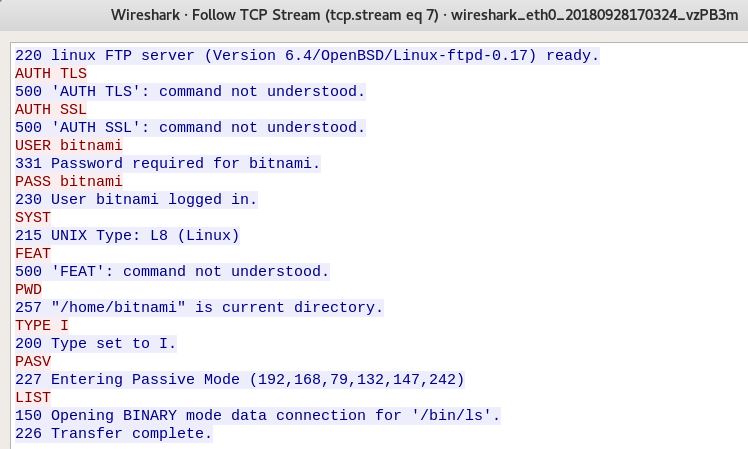 Wireshark · Follow TCP Stream (tcp.stream eq 7) · wireshark_eth0_20180928170324_vzPB3m
220 linux FTP server (Version 6.4/OpenBSD/Linux-ftpd-0.17) ready.
AUTH TLS
500 'AUTH TLS': command not understood.
AUTH SSL
500 'AUTH SSL': command not understood.
USER bitnami
331 Password required for bitnami.
PASS bitnami
230 User bitnami logged in.
SYST
215 UNIX Type: L8 (Linux)
FEAT
500 'FEAT': command not understood.
PWD
257 "/home/bitnami" is current directory.
TYPE I
200 Type set to I.
PASV
227 Entering Passive Mode (192,168,79,132,147,242)
LIST
150 Opening BINARY mode data connection for '/bin/ls'.
226 Transfer complete.